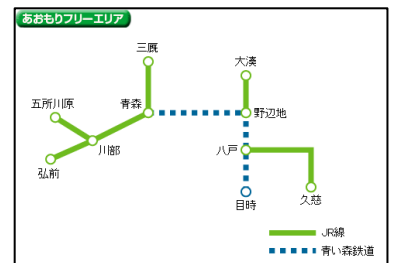 あおもりフリーエリア
三厩
大湊
五所川原
青森
野辺地
川部
八戸
弘前
目時
久慈
JR線
青い森鉄道